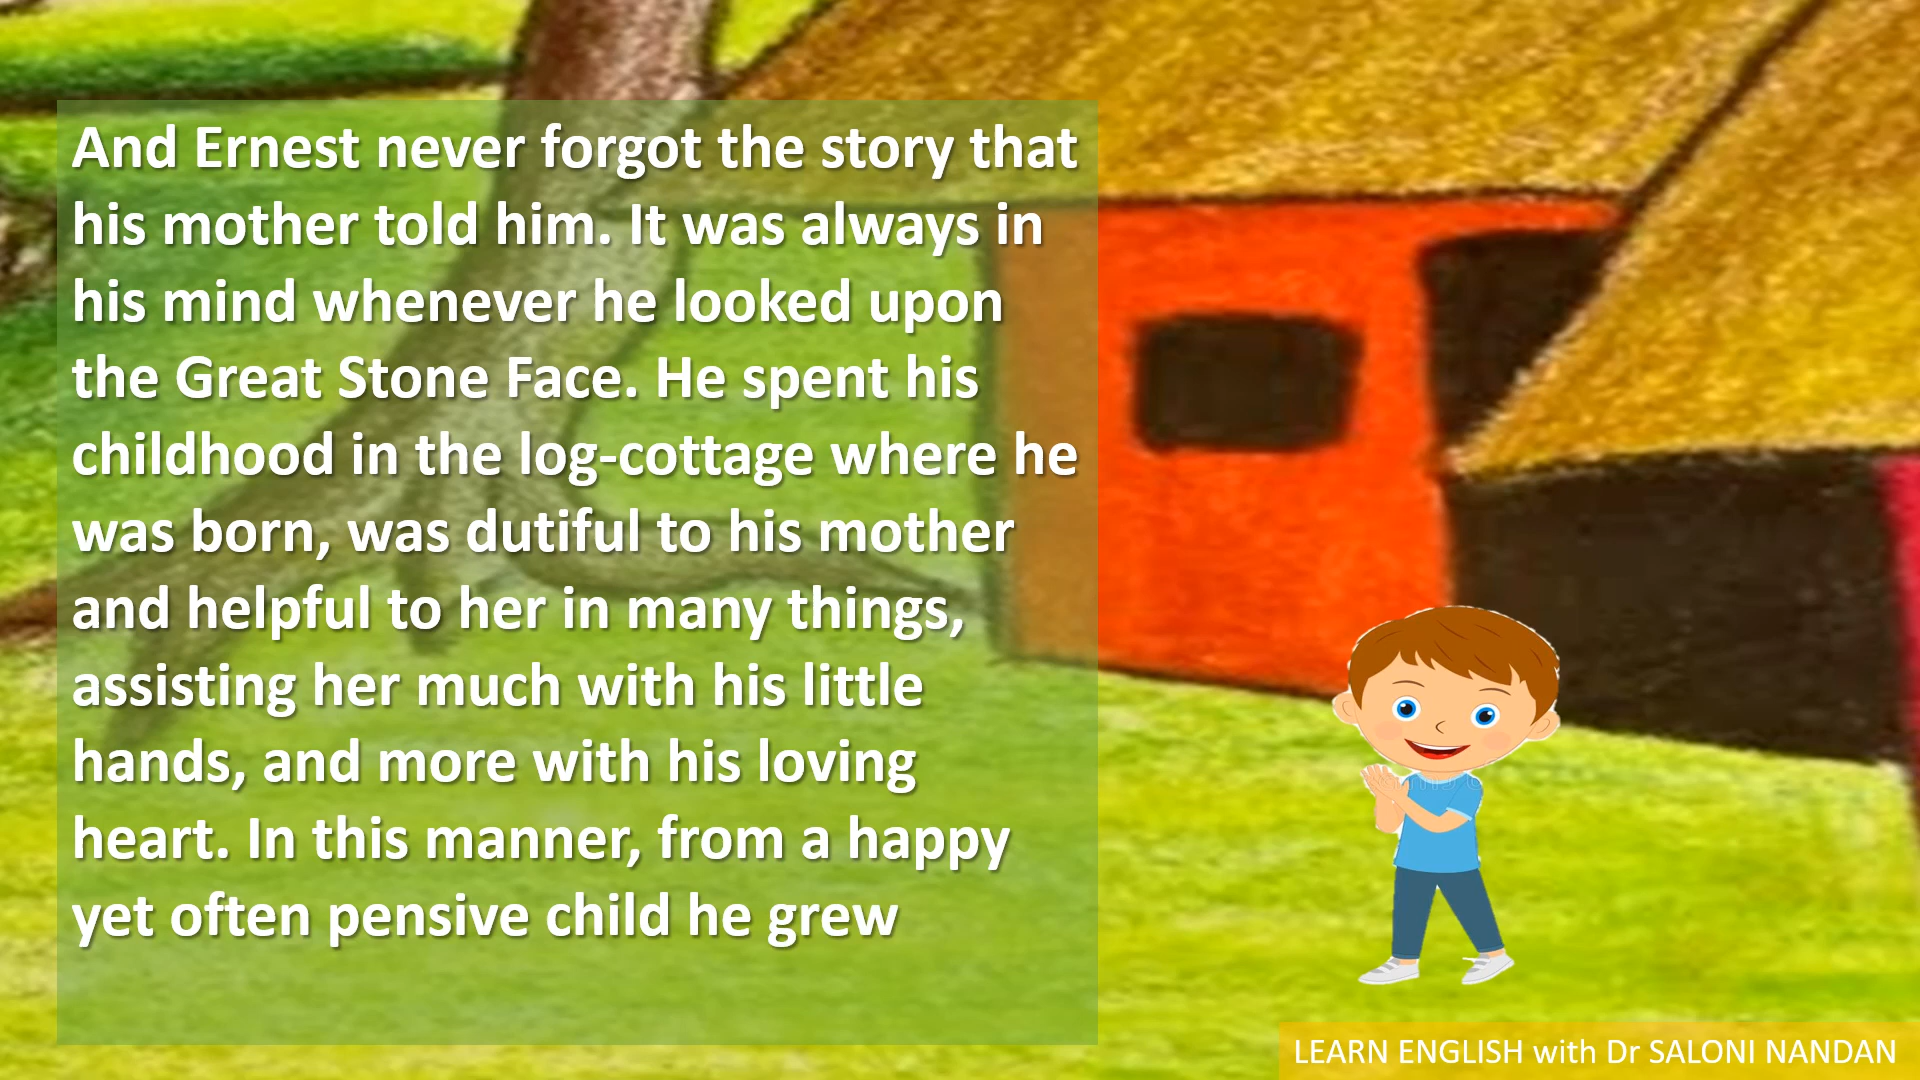 And Ernest never forgot the story that
his mother told him. It was always in
his mind whenever he looked upon
the Great Stone Face. He spent his
childhood in the log-cottage where he
was born, was dutiful to his mother
and helpful to her in many things,
assisting her much with his little
hands, and more with his loving
heart. In this manner, from a happy
yet often pensive child he grew
LEARN ENGLISH with Dr SALONI NANDAN